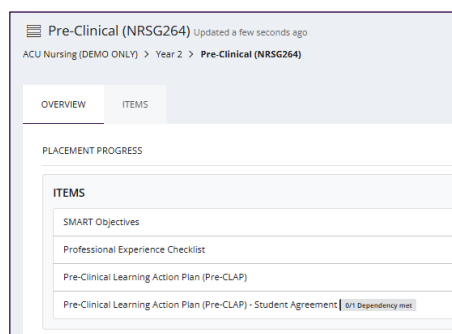 Pre-Clinical (NRSG264) Updated a few seconds ago
ACU Nursing (DEMO ONLY) > Year 2 > Pre-Clinical (NRSG264)
OVERVIEW ITEMS
PLACEMENT PROGRESS
ITEMS
SMART Objectives
Professional Experience Checklist
Pre-Clinical Learning Action Plan (Pre-CLAP)
Pre-Clinical Learning Action Plan (Pre-CLAP) - Student Agreement 0/1 Dependency met